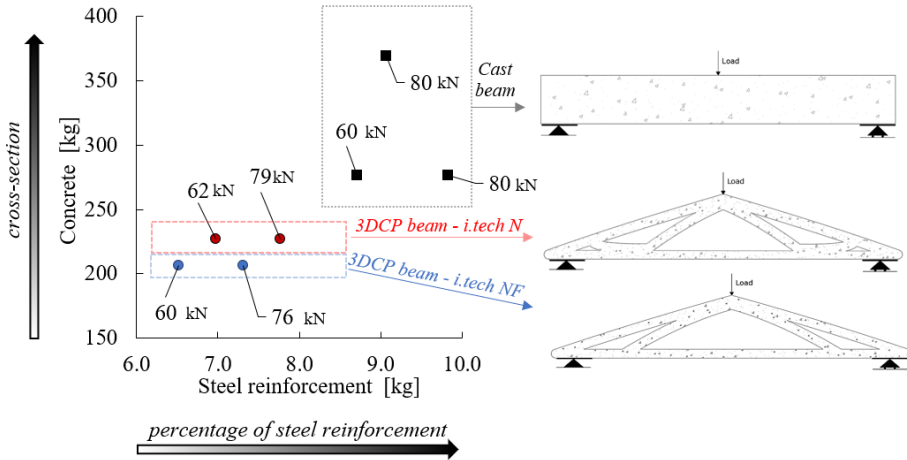 cross-section
Concrete [kg]
400
350
300
250
200
150
6.0
7.0
8.0
9.0
10.0
Steel reinforcement [kg]
percentage of steel reinforcement
80 kN
60 kN
80 kN
62 kN
79 kN
60 kN
76 kN
Cast
beam
3DCP beam - i.tech N
3DCP beam - i.tech NF
Load
Load
Load